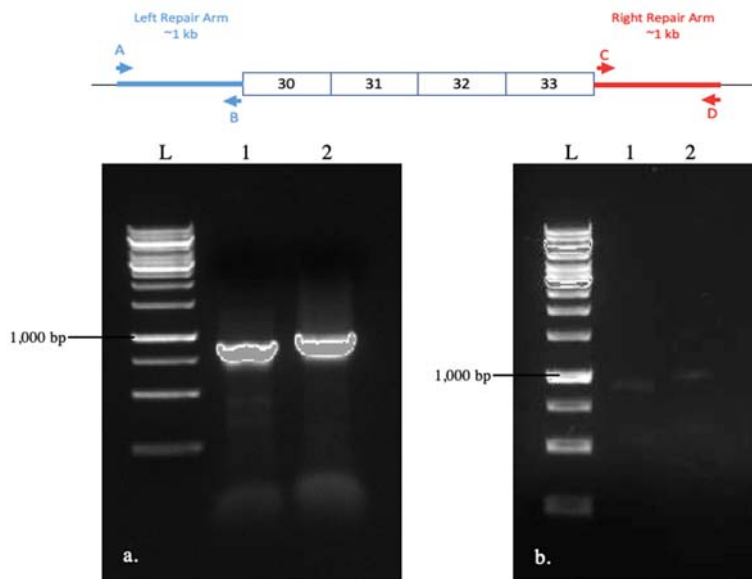 Left Repair Arm
~1 kb
Right Repair Arm
~1 kb
A
C
30
31
32
33
B
D
L
1
2
L
1
2
1,000 bp
1,000 bp
a.
b.